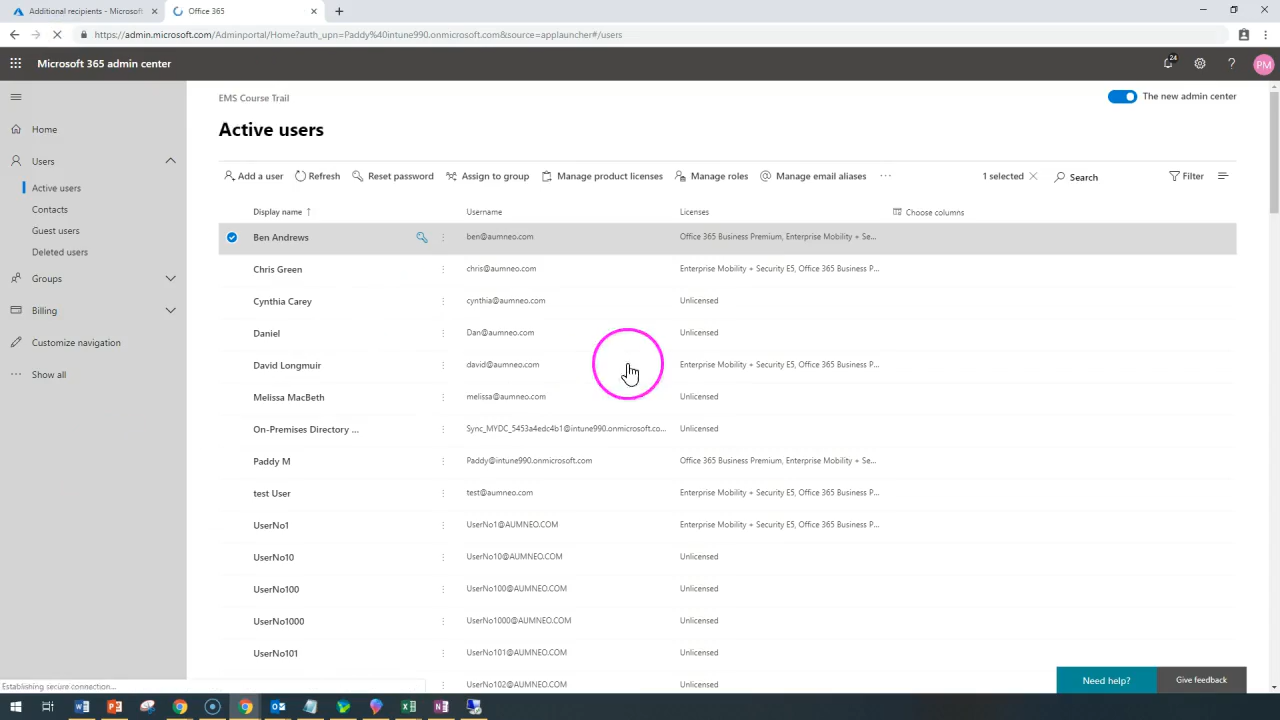 Additional recipients - Microsof
Office 365
https://admin.microsoft.com/Adminportal/Home?auth_upn=Paddy%40intune990.onmicrosoft.com&source=applauncher#/users
Microsoft 365 admin center
24
PM
EMS Course Trail
The new admin center
Active users
Home
Users
Active users
Contacts
Guest users
Deleted users
Groups
Billing
Customize navigation
Show all
Add a user Refresh Reset password Assign to group Manage product licenses Manage roles Manage email aliases ... 1 selected Search Filter
Display name ↑ Username Licenses Choose columns
Ben Andrews ben@aumneo.com Office 365 Business Premium, Enterprise Mobility + Se...
Chris Green chris@aumneo.com Enterprise Mobility + Security E5, Office 365 Business P...
Cynthia Carey cynthia@aumneo.com Unlicensed
Daniel Dan@aumneo.com Unlicensed
David Longmuir david@aumneo.com Enterprise Mobility + Security E5, Office 365 Business P...
Melissa MacBeth melissa@aumneo.com Unlicensed
On-Premises Directory ... Sync_MYDC_5453a4edc4b1@intune990.onmicrosoft.co... Unlicensed
Paddy M Paddy@intune990.onmicrosoft.com Office 365 Business Premium, Enterprise Mobility + Se...
test User test@aumneo.com Enterprise Mobility + Security E5, Office 365 Business P...
UserNo1 UserNo1@AUMNEO.COM Enterprise Mobility + Security E5, Office 365 Business P...
UserNo10 UserNo10@AUMNEO.COM Unlicensed
UserNo100 UserNo100@AUMNEO.COM Unlicensed
UserNo1000 UserNo1000@AUMNEO.COM Unlicensed
UserNo101 UserNo101@AUMNEO.COM Unlicensed
UserNo102@AUMNEO.COM Unlicensed
Need help? Give feedback
Establishing secure connection...